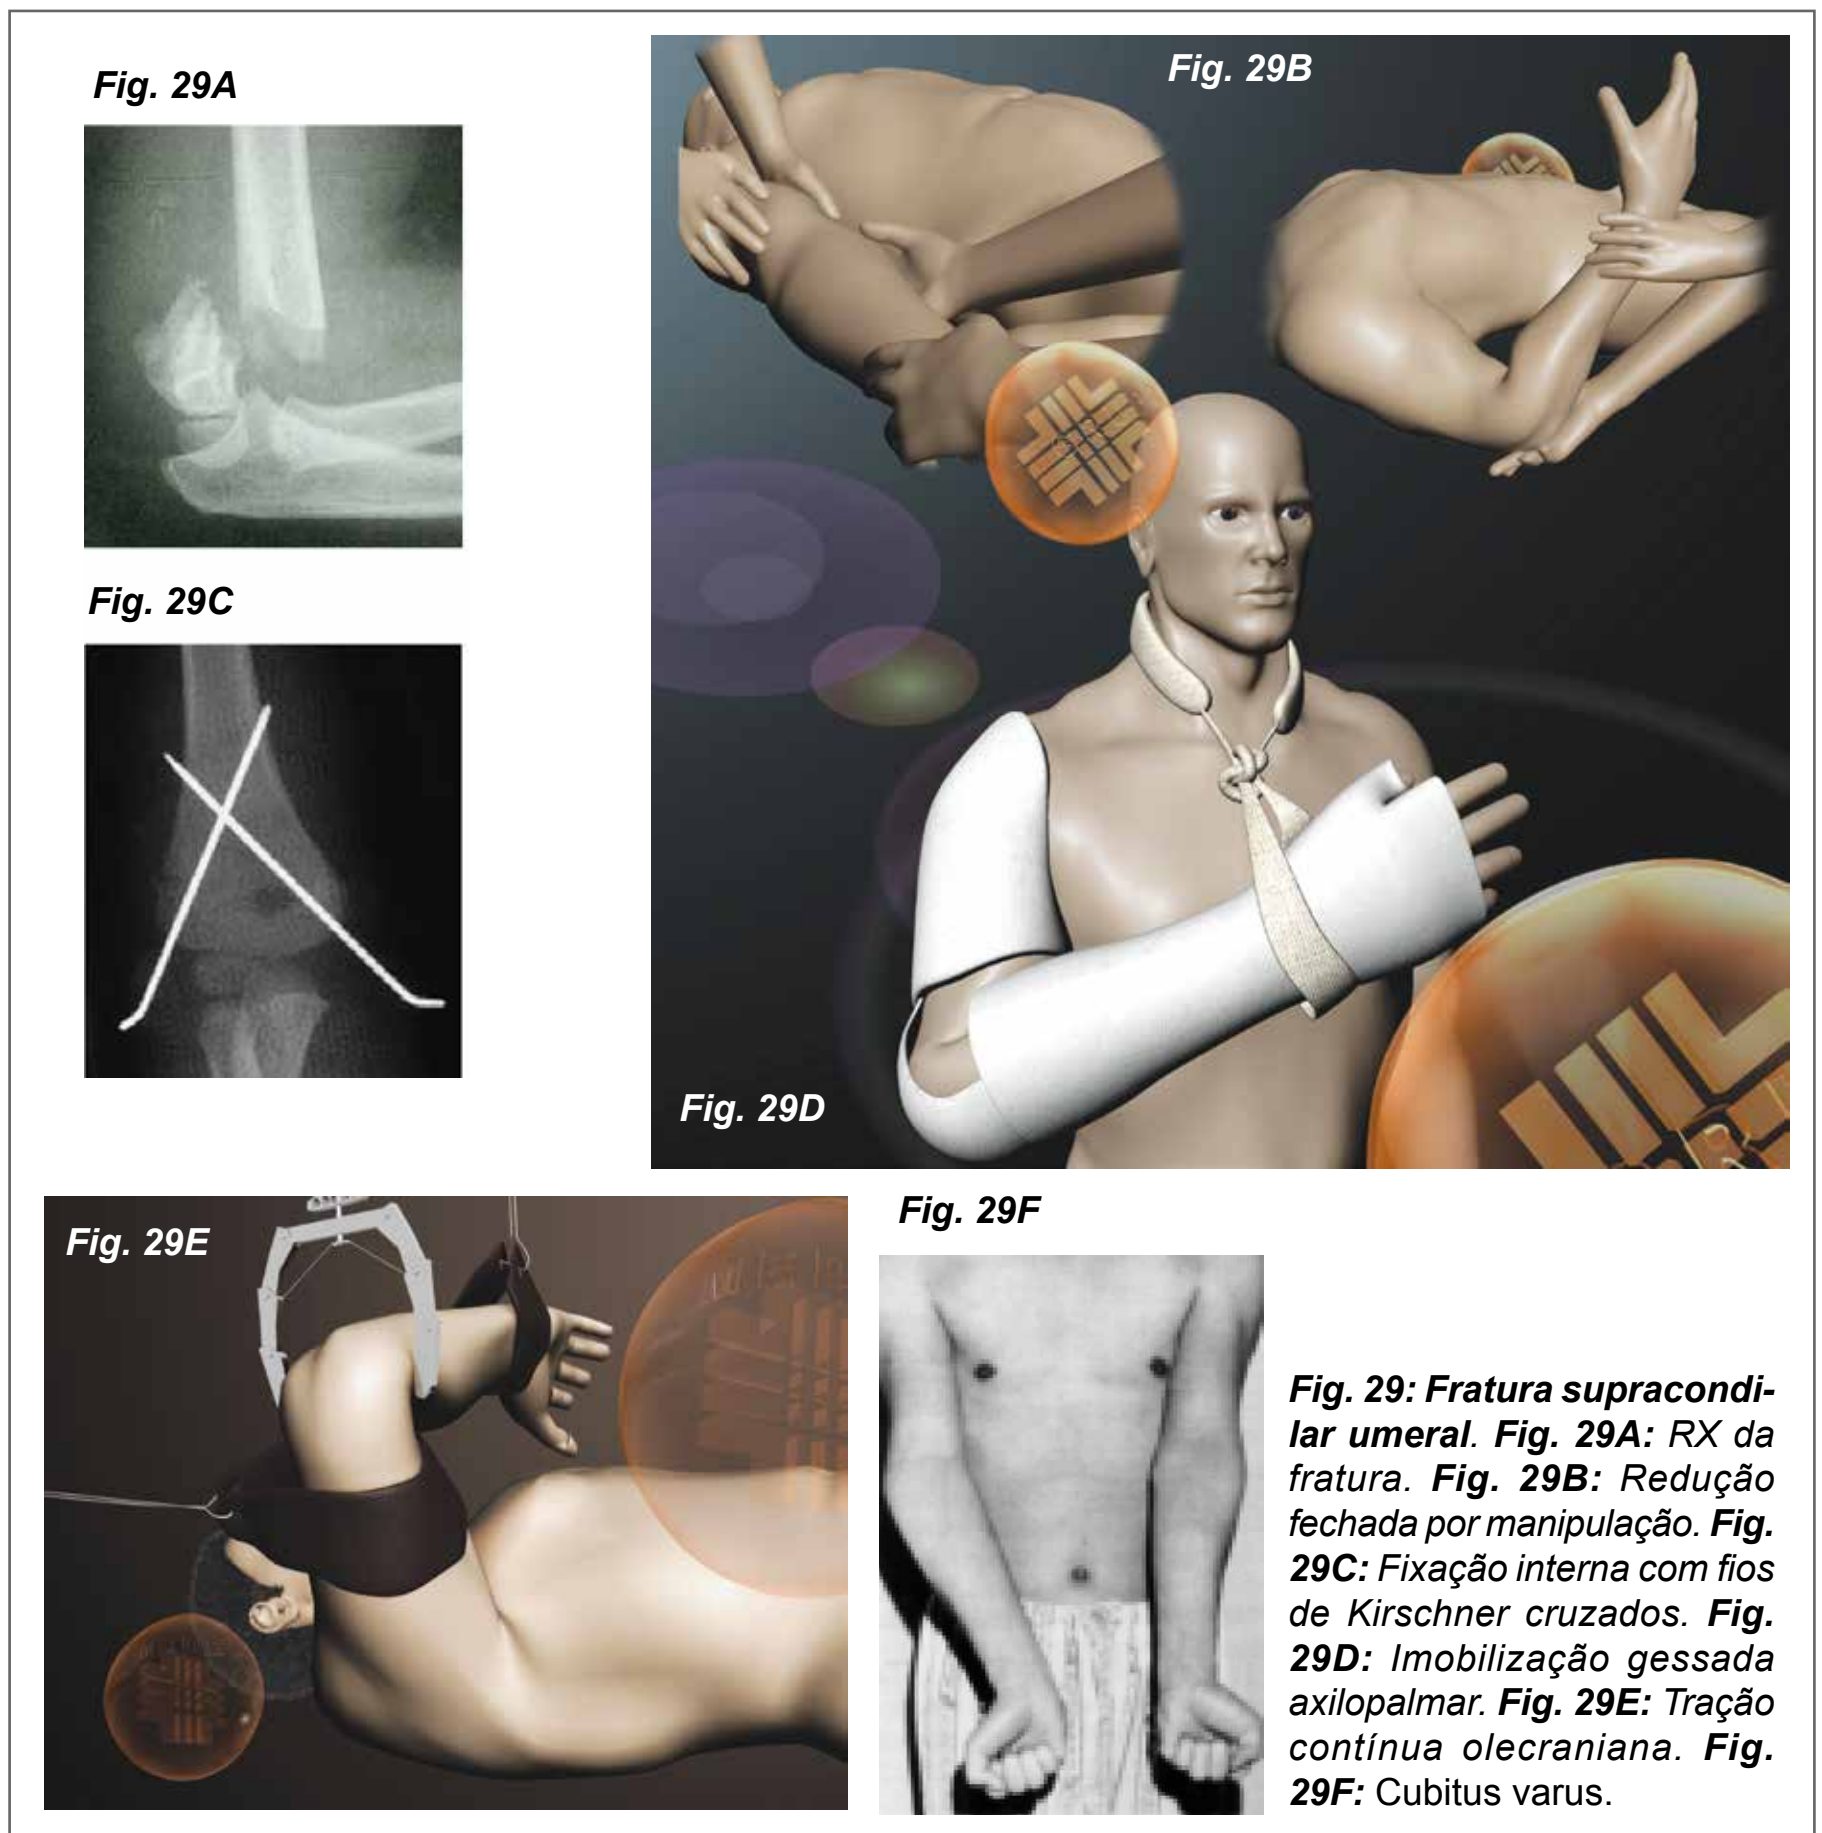 Fig. 29A
Fig. 29B
Fig. 29C
Fig. 29D
Fig. 29E
Fig. 29F
Fig. 29: Fratura supracondi-
lar umeral. Fig. 29A: RX da
fratura. Fig. 29B: Redução
fechada por manipulação. Fig.
29C: Fixação interna com fios
de Kirschner cruzados. Fig.
29D: Imobilização gessada
axilopalmar. Fig. 29E: Tração
contínua olecraniana. Fig.
29F: Cubitus varus.